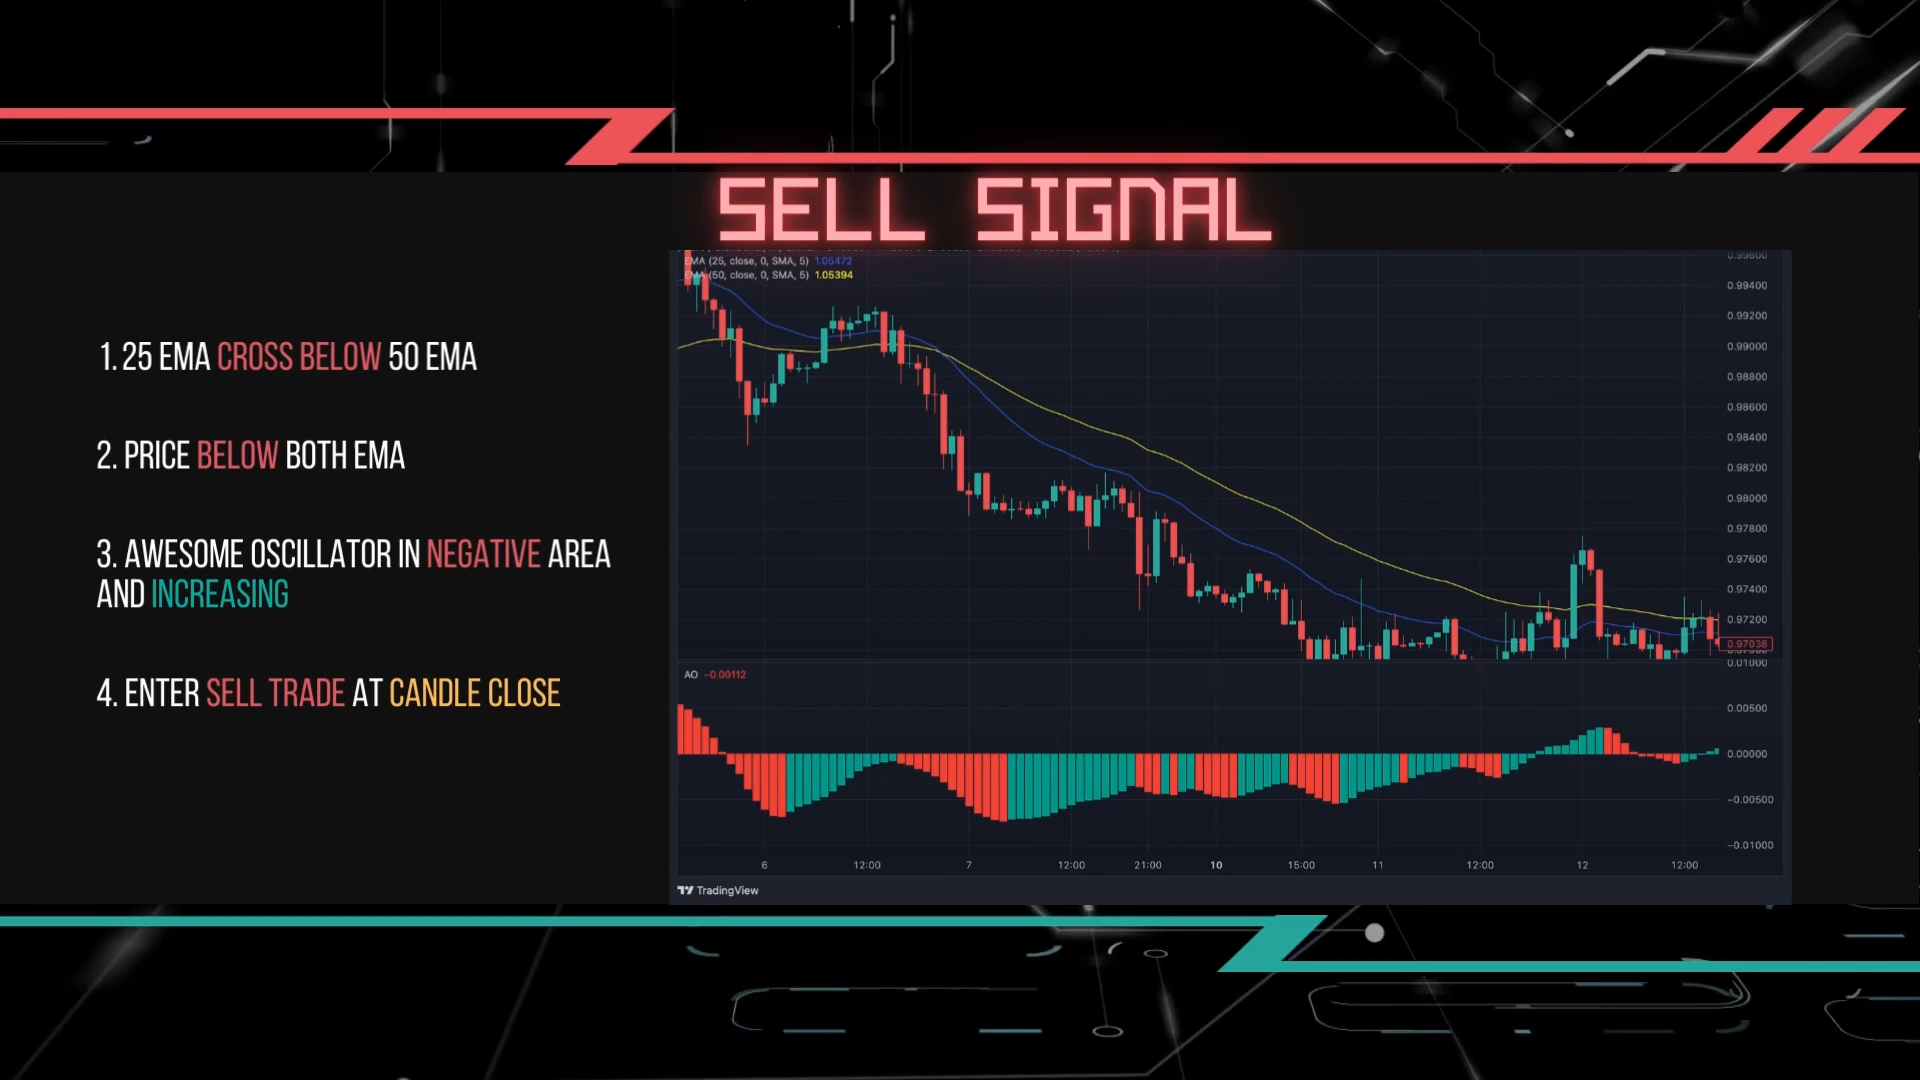 SELL SIGNAL
1. 25 EMA CROSS BELOW 50 EMA
2. PRICE BELOW BOTH EMA
3. AWESOME OSCILLATOR IN NEGATIVE AREA
AND INCREASING
4. ENTER SELL TRADE AT CANDLE CLOSE
EMA (25, close, 0, SMA, 5) 1.05472
EMA (50, close, 0, SMA, 5) 1.05394
0.99600
0.99400
0.99200
0.99000
0.98800
0.98600
0.98400
0.98200
0.98000
0.97800
0.97600
0.97400
0.97200
0.97038
0.01000
AO −0.00112
0.00500
0.00000
−0.00500
−0.01000
6 12:00 7 12:00 21:00 10 15:00 11 12:00 12 12:00
TradingView